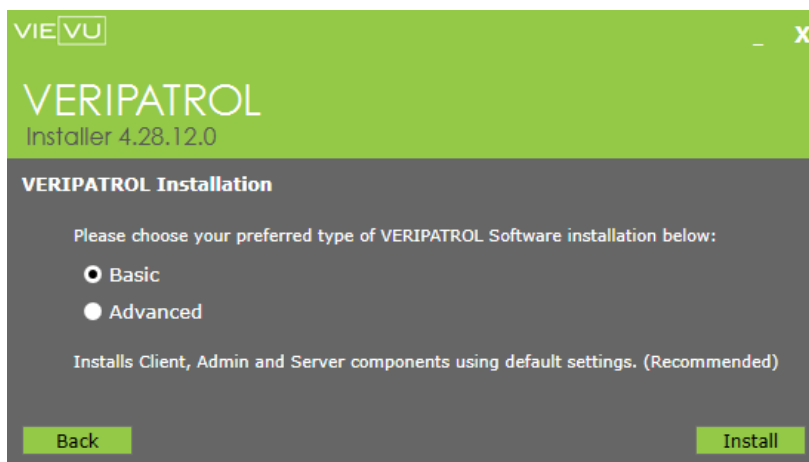 VIEVU
_ X
VERIPATROL
Installer 4.28.12.0
VERIPATROL Installation
Please choose your preferred type of VERIPATROL Software installation below:
Basic
Advanced
Installs Client, Admin and Server components using default settings. (Recommended)
Back Install